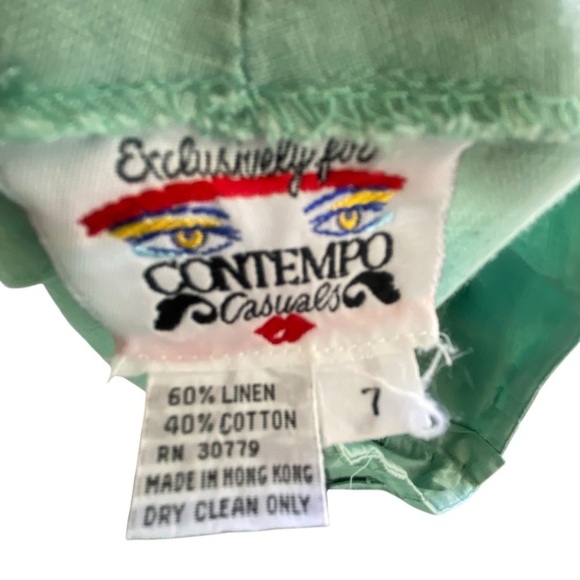 Exclusively for
CONTEMPO
Casuals
60% LINEN
40% COTTON
RN 30779
MADE IN HONG KONG
DRY CLEAN ONLY
7